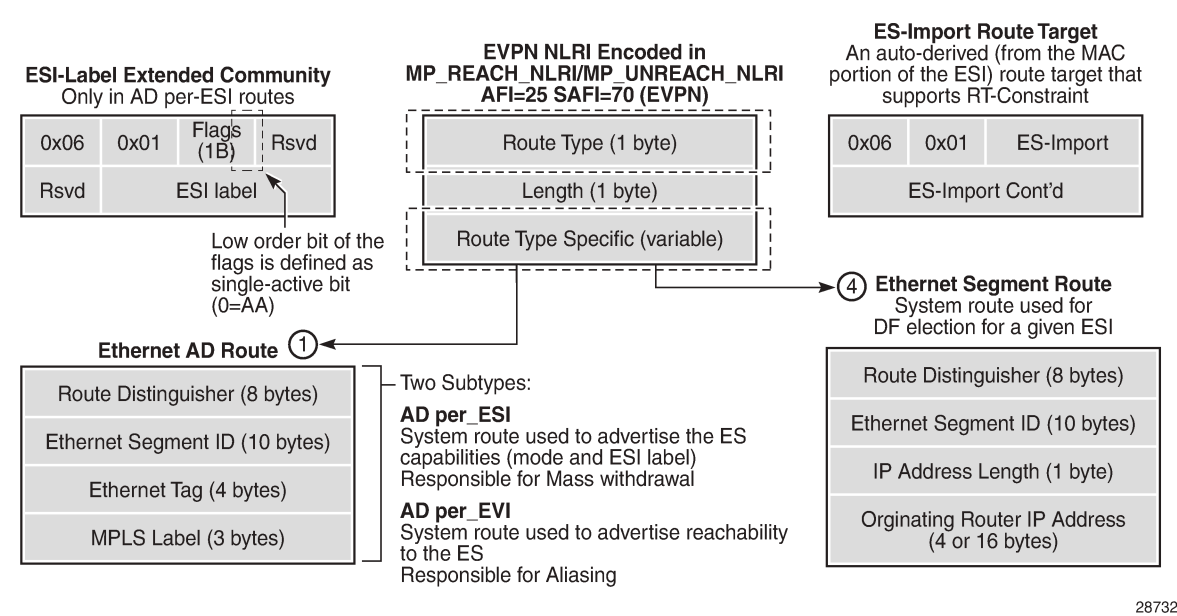 ESI-Label Extended Community
Only in AD per-ESI routes
0x06
0x01
Flags
(1B)
Rsvd
Rsvd
ESI label
Low order bit of the
flags is defined as
single-active bit
(0=AA)
EVPN NLRI Encoded in
MP_REACH_NLRI/MP_UNREACH_NLRI
AFI=25 SAFI=70 (EVPN)
Route Type (1 byte)
Length (1 byte)
Route Type Specific (variable)
ES-Import Route Target
An auto-derived (from the MAC
portion of the ESI) route target that
supports RT-Constraint
0x06
0x01
ES-Import
ES-Import Cont'd
Ethernet AD Route
1
Route Distinguisher (8 bytes)
Ethernet Segment ID (10 bytes)
Ethernet Tag (4 bytes)
MPLS Label (3 bytes)
Two Subtypes:
AD per_ESI
System route used to advertise the ES
capabilities (mode and ESI label)
Responsible for Mass withdrawal
AD per_EVI
System route used to advertise reachability
to the ES
Responsible for Aliasing
4
Ethernet Segment Route
System route used for
DF election for a given ESI
Route Distinguisher (8 bytes)
Ethernet Segment ID (10 bytes)
IP Address Length (1 byte)
Orginating Router IP Address
(4 or 16 bytes)
28732